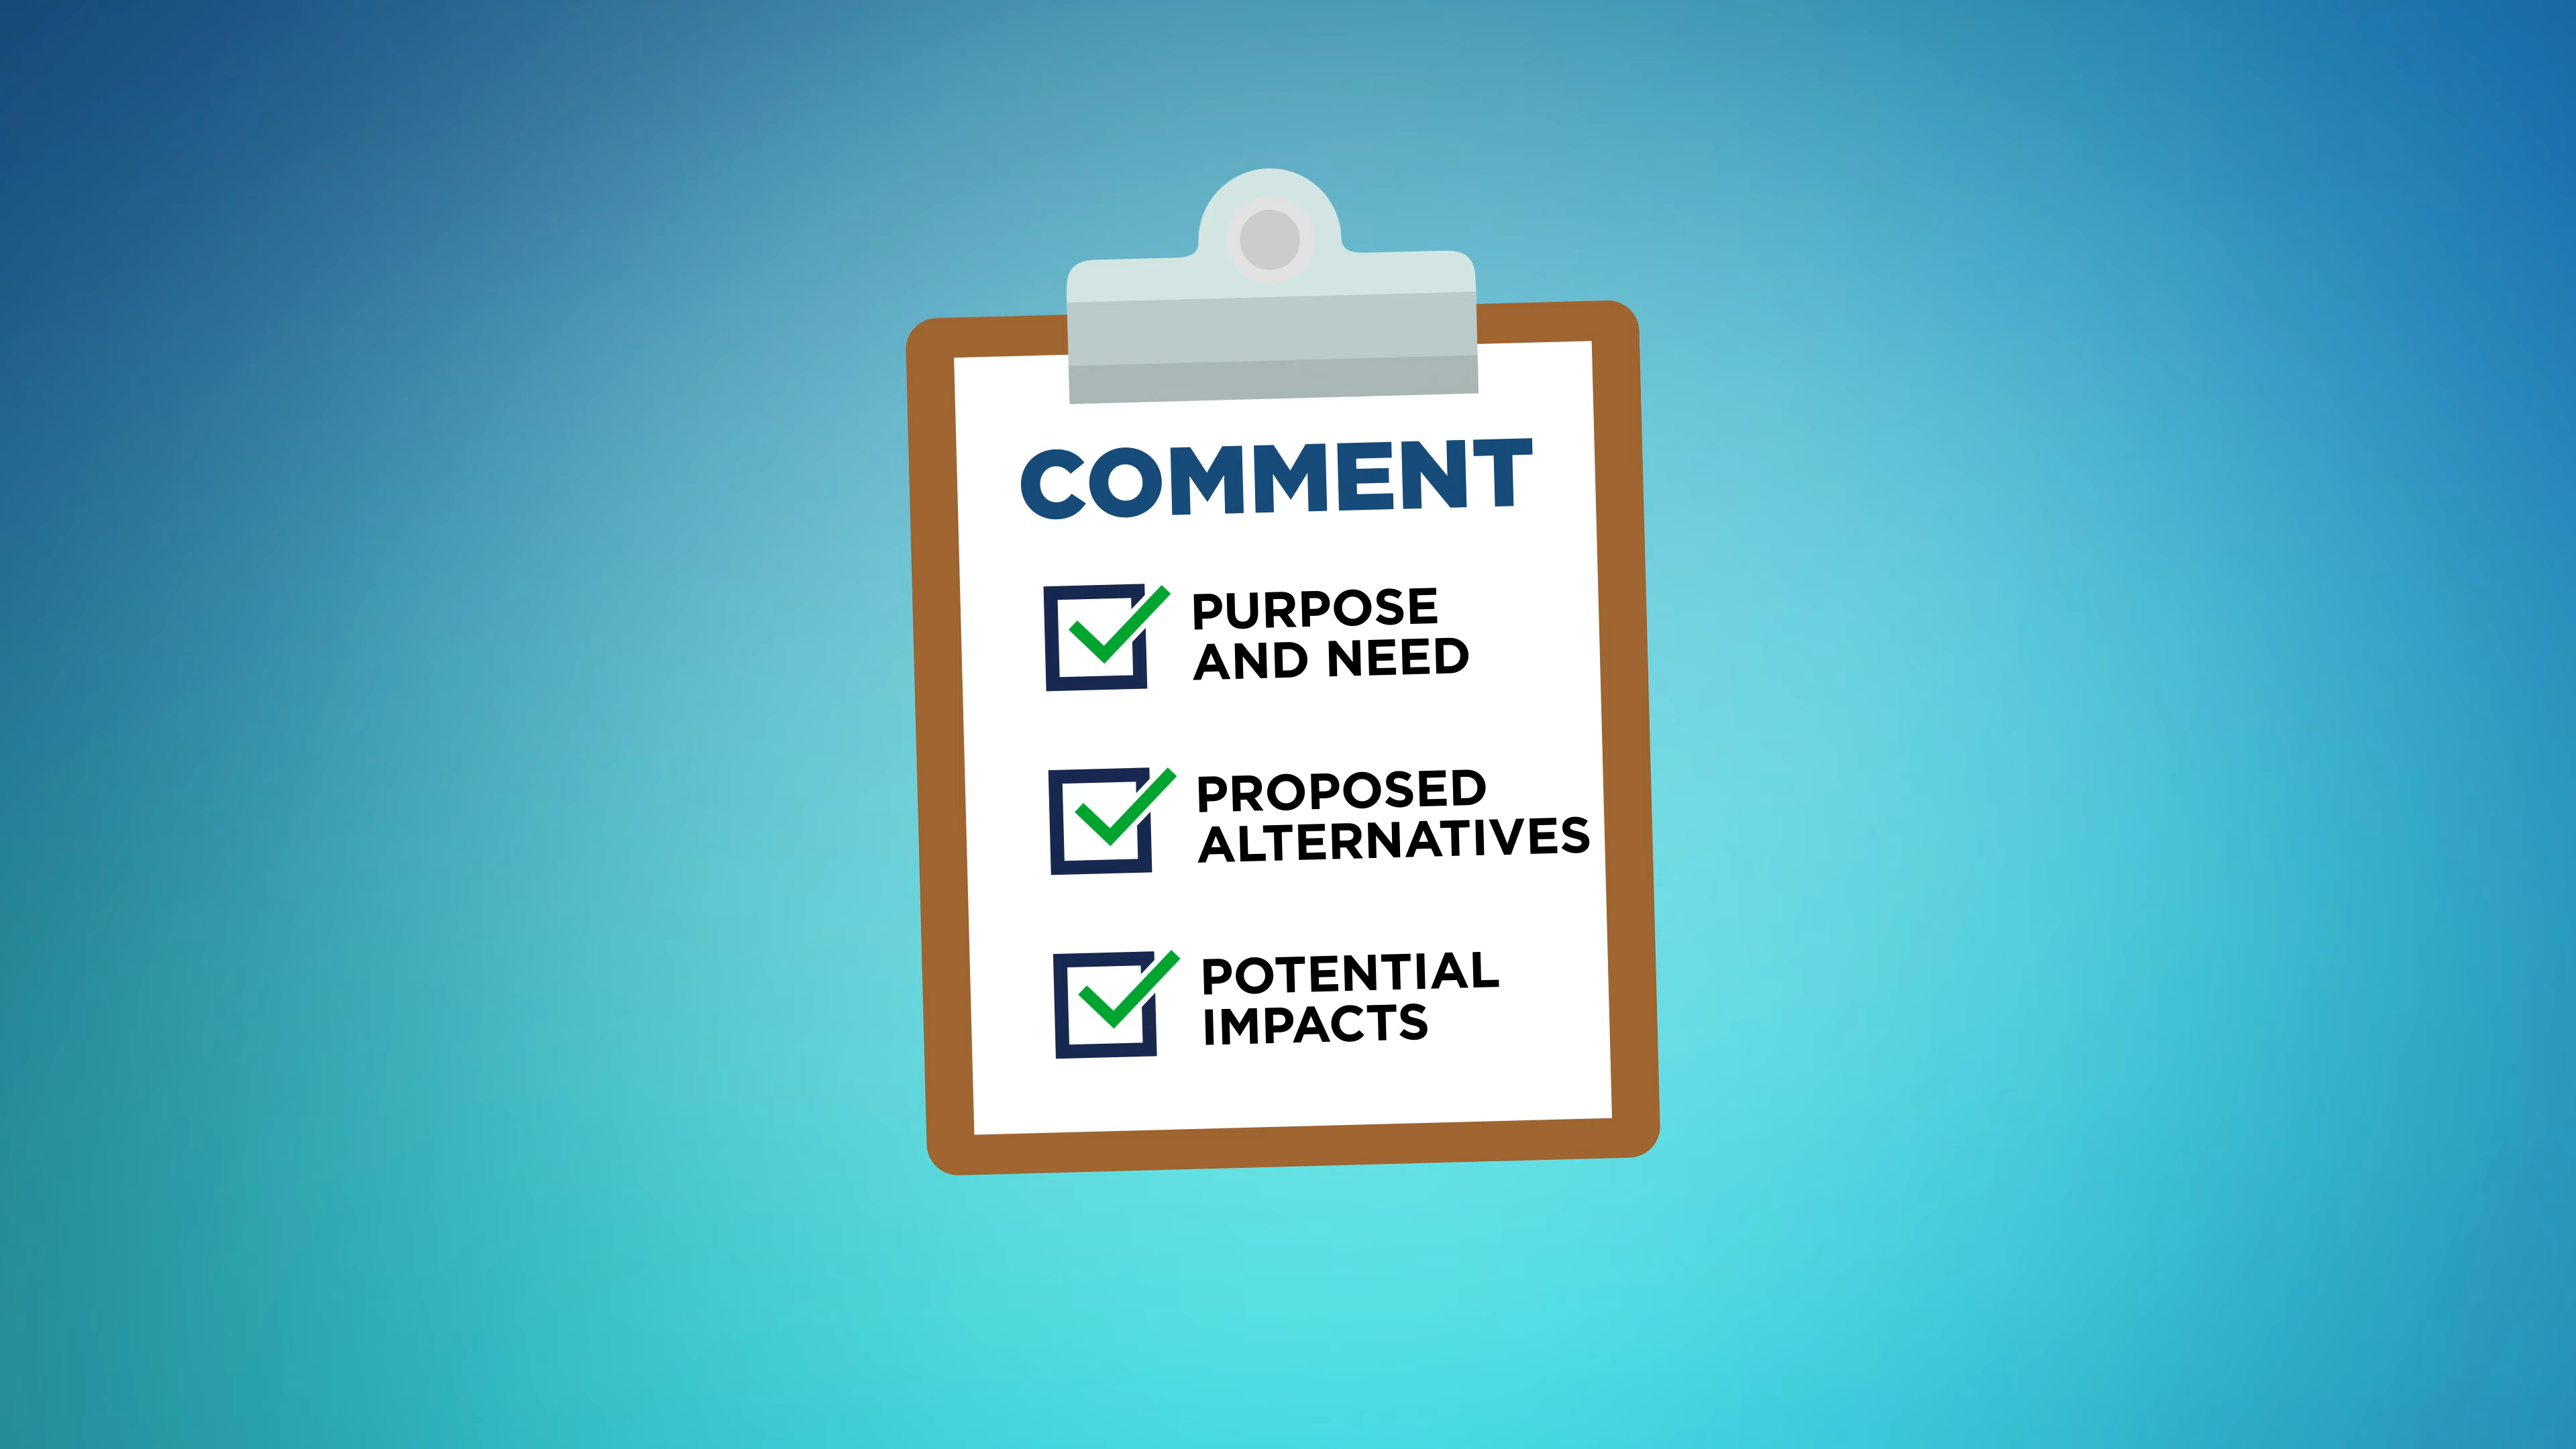 COMMENT
PURPOSE
AND NEED
PROPOSED
ALTERNATIVES
POTENTIAL
IMPACTS